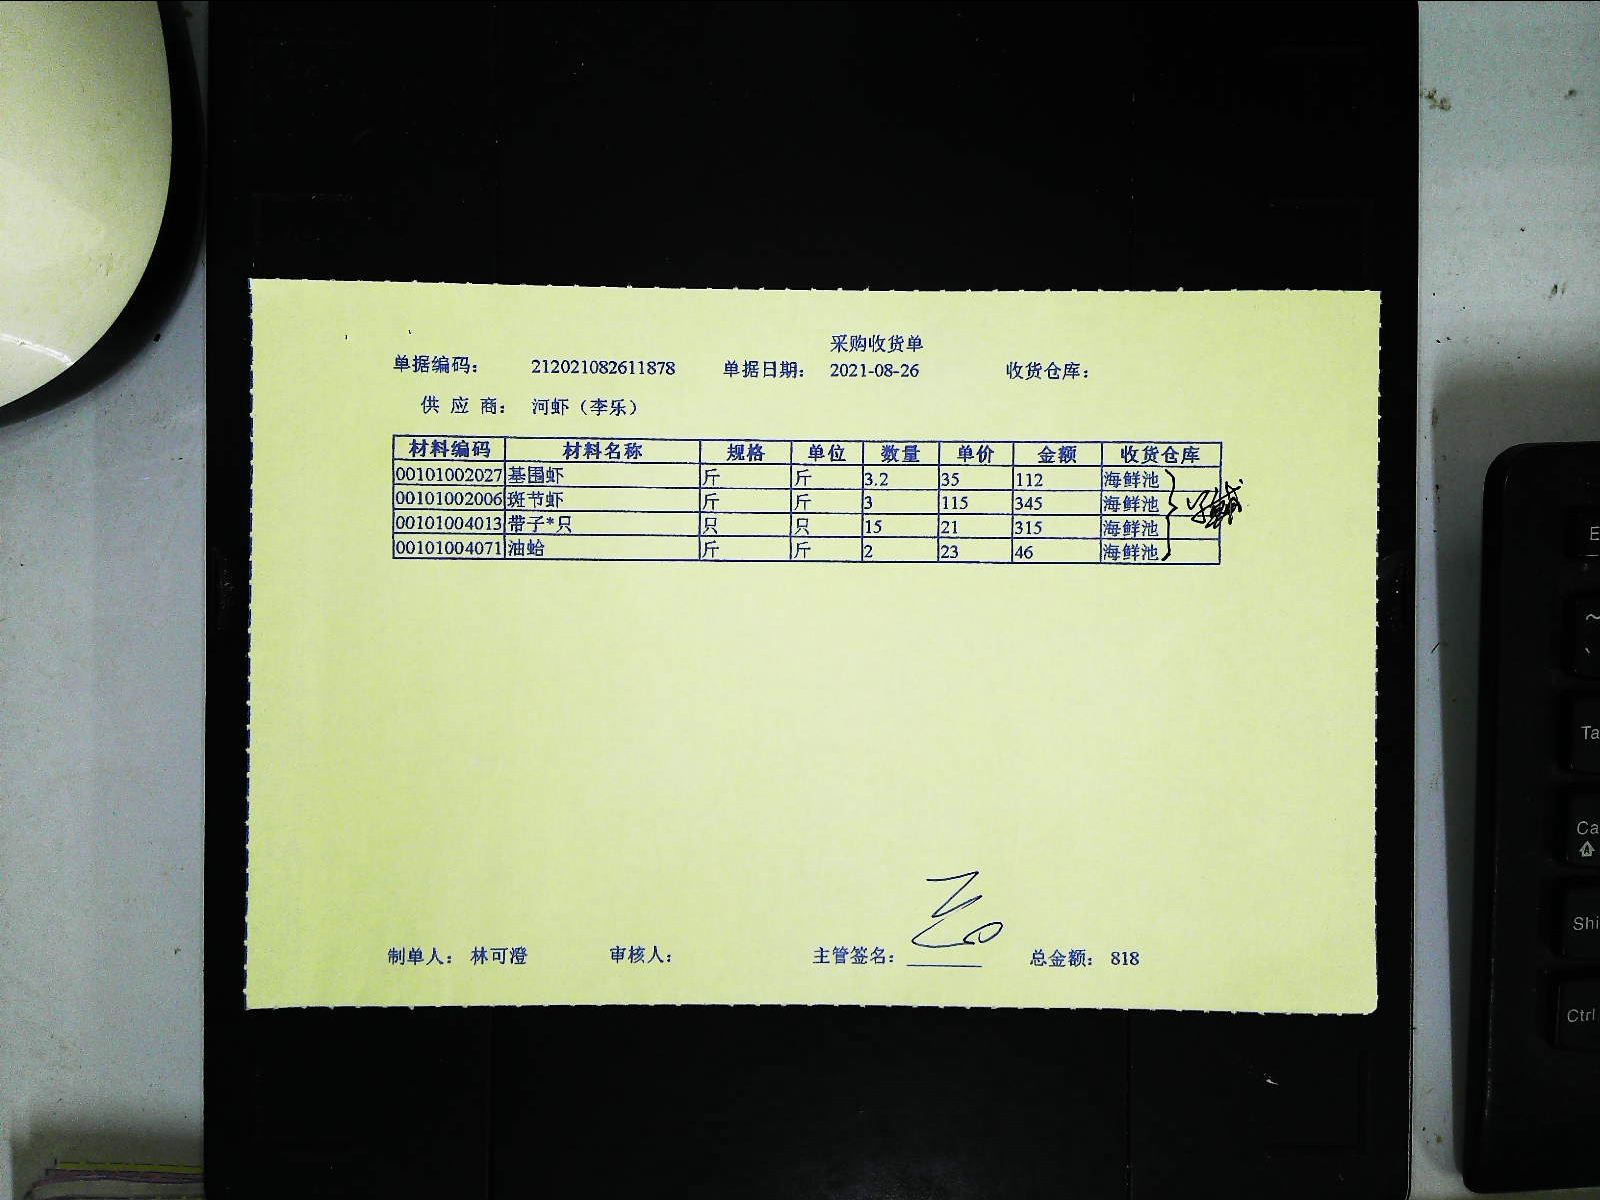 采购收货单
单据编码： 212021082611878 单据日期： 2021-08-26 收货仓库：
供 应 商： 河虾（李乐）
材料编码 材料名称 规格 单位 数量 单价 金额 收货仓库
00101002027 基围虾 斤 斤 3.2 35 112 海鲜池
00101002006 斑节虾 斤 斤 3 115 345 海鲜池
00101004013 带子*只 只 只 15 21 315 海鲜池
00101004071 油蛤 斤 斤 2 23 46 海鲜池
制单人： 林可澄 审核人： 主管签名： 总金额： 818
Ctrl